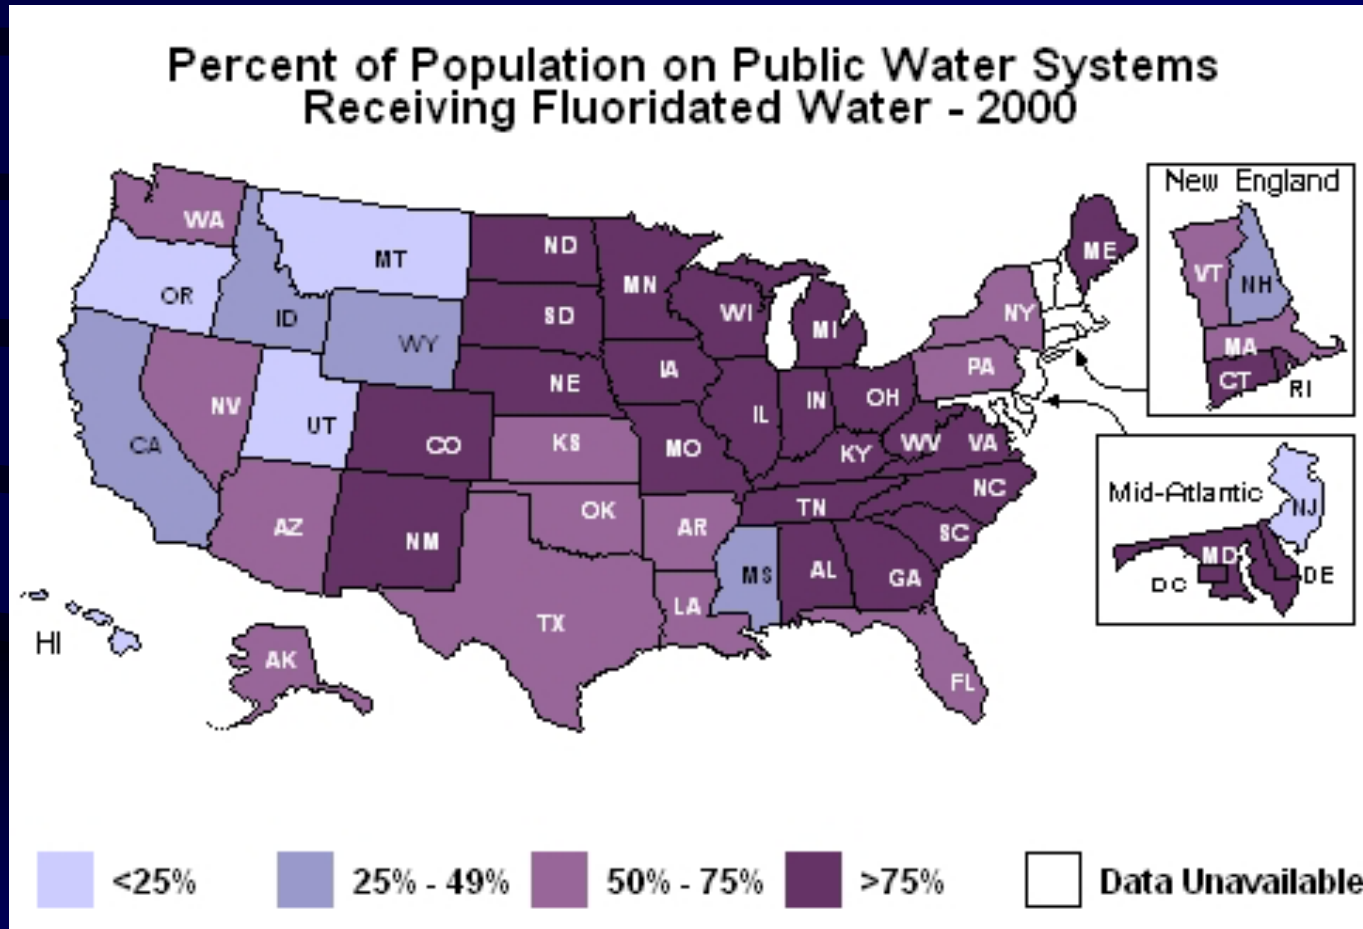 Percent of Population on Public Water Systems
Receiving Fluoridated Water - 2000
New England
WA
MT
ND
MN
ME
OR
ID
SD
WI
MI
NY
VT
NH
WY
IA
PA
MA
NE
CT
RI
NV
UT
CO
KS
MO
IL
IN
OH
CA
KY
WV
VA
Mid-Atlantic
AZ
NM
OK
AR
TN
NC
NJ
SC
MS
AL
GA
MD
DC
DE
HI
AK
TX
LA
FL
<25%
25% - 49%
50% - 75%
>75%
Data Unavailable